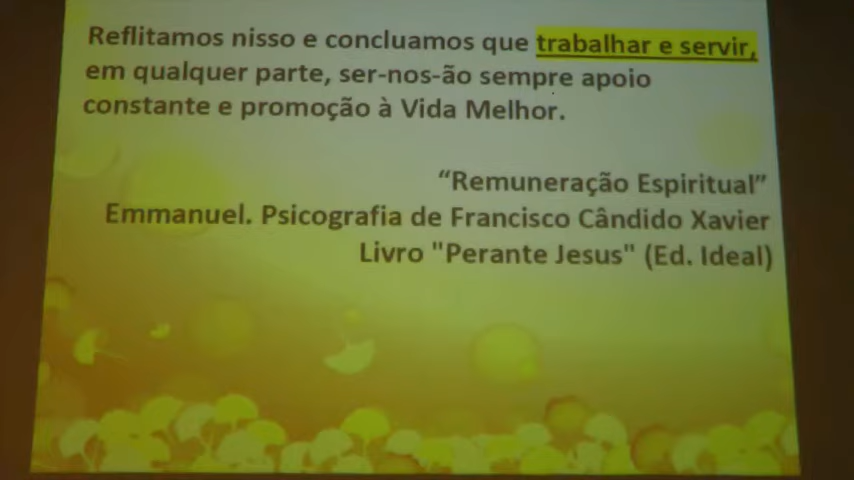 Reflitamos nisso e concluamos que trabalhar e servir,
em qualquer parte, ser-nos-ão sempre apoio
constante e promoção à Vida Melhor.
“Remuneração Espiritual”
Emmanuel. Psicografia de Francisco Cândido Xavier
Livro "Perante Jesus" (Ed. Ideal)